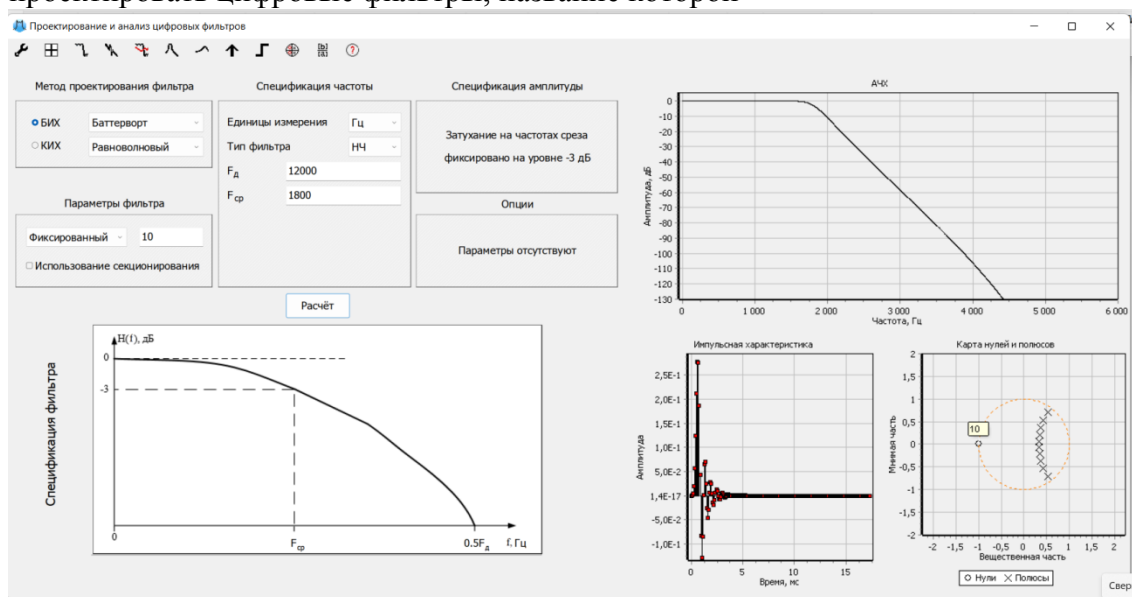 проектировать цифровые фильтры, название которой
Проектирование и анализ цифровых фильтров
Метод проектирования фильтра
БИХ Баттерворт
КИХ Равноволновый
Параметры фильтра
Фиксированный 10
Использование секционирования
Спецификация частоты
Единицы измерения Гц
Тип фильтра НЧ
Fд 12000
Fср 1800
Спецификация амплитуды
Затухание на частотах среза
фиксировано на уровне -3 дБ
Опции
Параметры отсутствуют
Расчёт
Спецификация фильтра
H(f), дБ
0
-3
0 Fср 0.5Fд f, Гц
АЧХ
Амплитуда, дБ
0
-10
-20
-30
-40
-50
-60
-70
-80
-90
-100
-110
-120
-130
0 1 000 2 000 3 000 4 000 5 000 6 000
Частота, Гц
Импульсная характеристика
Амплитуда
2,5E-1
2,0E-1
1,5E-1
1,0E-1
5,0E-2
1,4E-17
-5,0E-2
-1,0E-1
0 5 10 15
Время, мс
Карта нулей и полюсов
Мнимая часть
2
1,5
1
0,5
0
-0,5
-1
-1,5
-2
10
-2 -1,5 -1 -0,5 0 0,5 1 1,5 2
Вещественная часть
Нули Полюсы
Свер